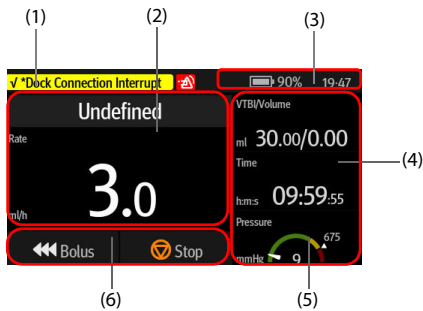 (1)
(2)
(3)
√ *Dock Connection Interrupt
90% 19:47
Undefined
Rate
3.0
ml/h
VTBI/Volume
ml 30.00/0.00
Time
h:m:s 09:59:55
(4)
Pressure
675
mmHg 9
Bolus
Stop
(6)
(5)